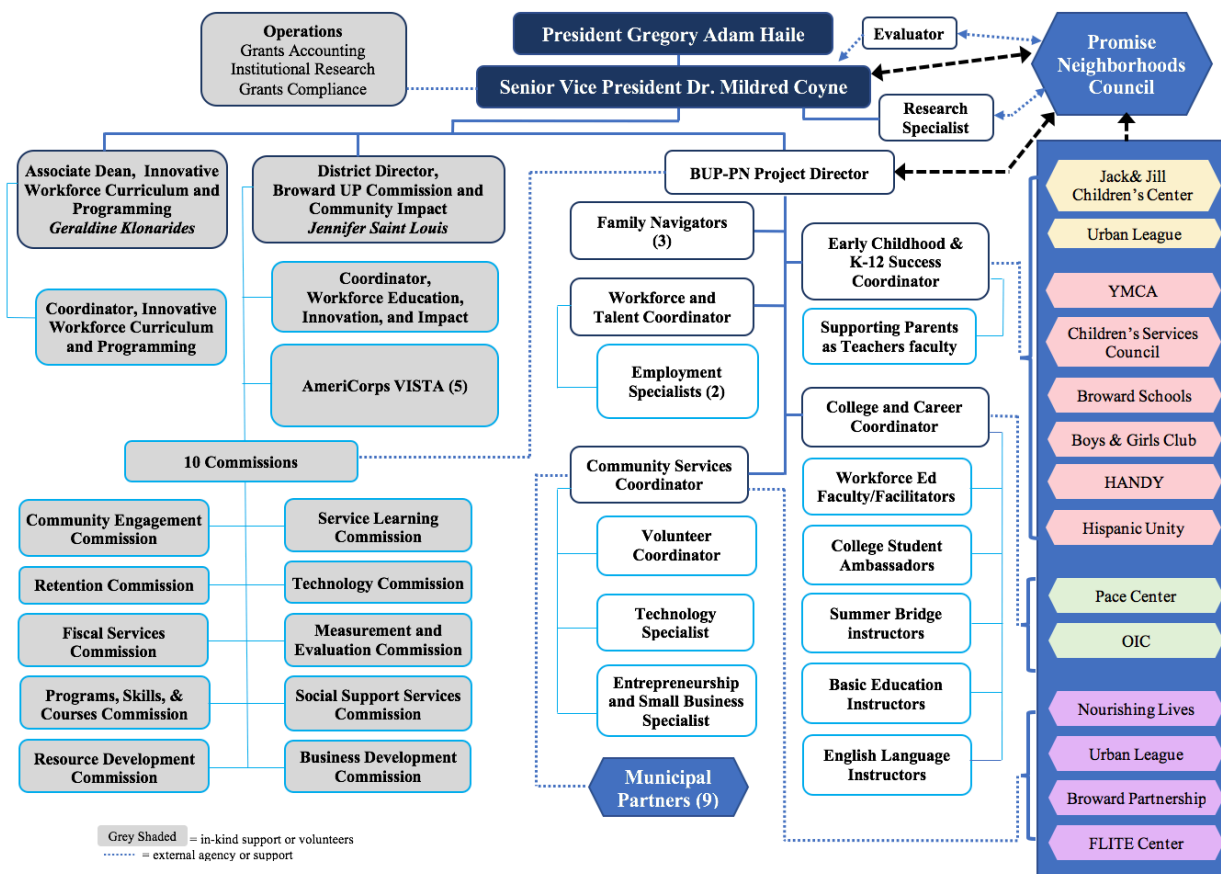 Operations
Grants Accounting
Institutional Research
Grants Compliance
President Gregory Adam Haile
Senior Vice President Dr. Mildred Coyne
Evaluator
Research
Specialist
Promise
Neighborhoods
Council
Associate Dean, Innovative
Workforce Curriculum and
Programming
Geraldine Klonarides
District Director,
Broward UP Commission and
Community Impact
Jennifer Saint Louis
BUP-PN Project Director
Coordinator, Innovative
Workforce Curriculum
and Programming
Coordinator,
Workforce Education,
Innovation, and Impact
AmeriCorps VISTA (5)
10 Commissions
Community Engagement
Commission
Service Learning
Commission
Retention Commission
Technology Commission
Fiscal Services
Commission
Measurement and
Evaluation Commission
Programs, Skills, &
Courses Commission
Social Support Services
Commission
Resource Development
Commission
Business Development
Commission
Family Navigators
(3)
Workforce and
Talent Coordinator
Employment
Specialists (2)
Community Services
Coordinator
Volunteer
Coordinator
Technology
Specialist
Entrepreneurship
and Small Business
Specialist
Municipal
Partners (9)
Early Childhood &
K-12 Success
Coordinator
Supporting Parents
as Teachers faculty
College and Career
Coordinator
Workforce Ed
Faculty/Facilitators
College Student
Ambassadors
Summer Bridge
instructors
Basic Education
Instructors
English Language
Instructors
Jack& Jill
Children's Center
Urban League
YMCA
Children's Services
Council
Broward Schools
Boys & Girls Club
HANDY
Hispanic Unity
Pace Center
OIC
Nourishing Lives
Urban League
Broward Partnership
FLITE Center
Grey Shaded = in-kind support or volunteers
= external agency or support